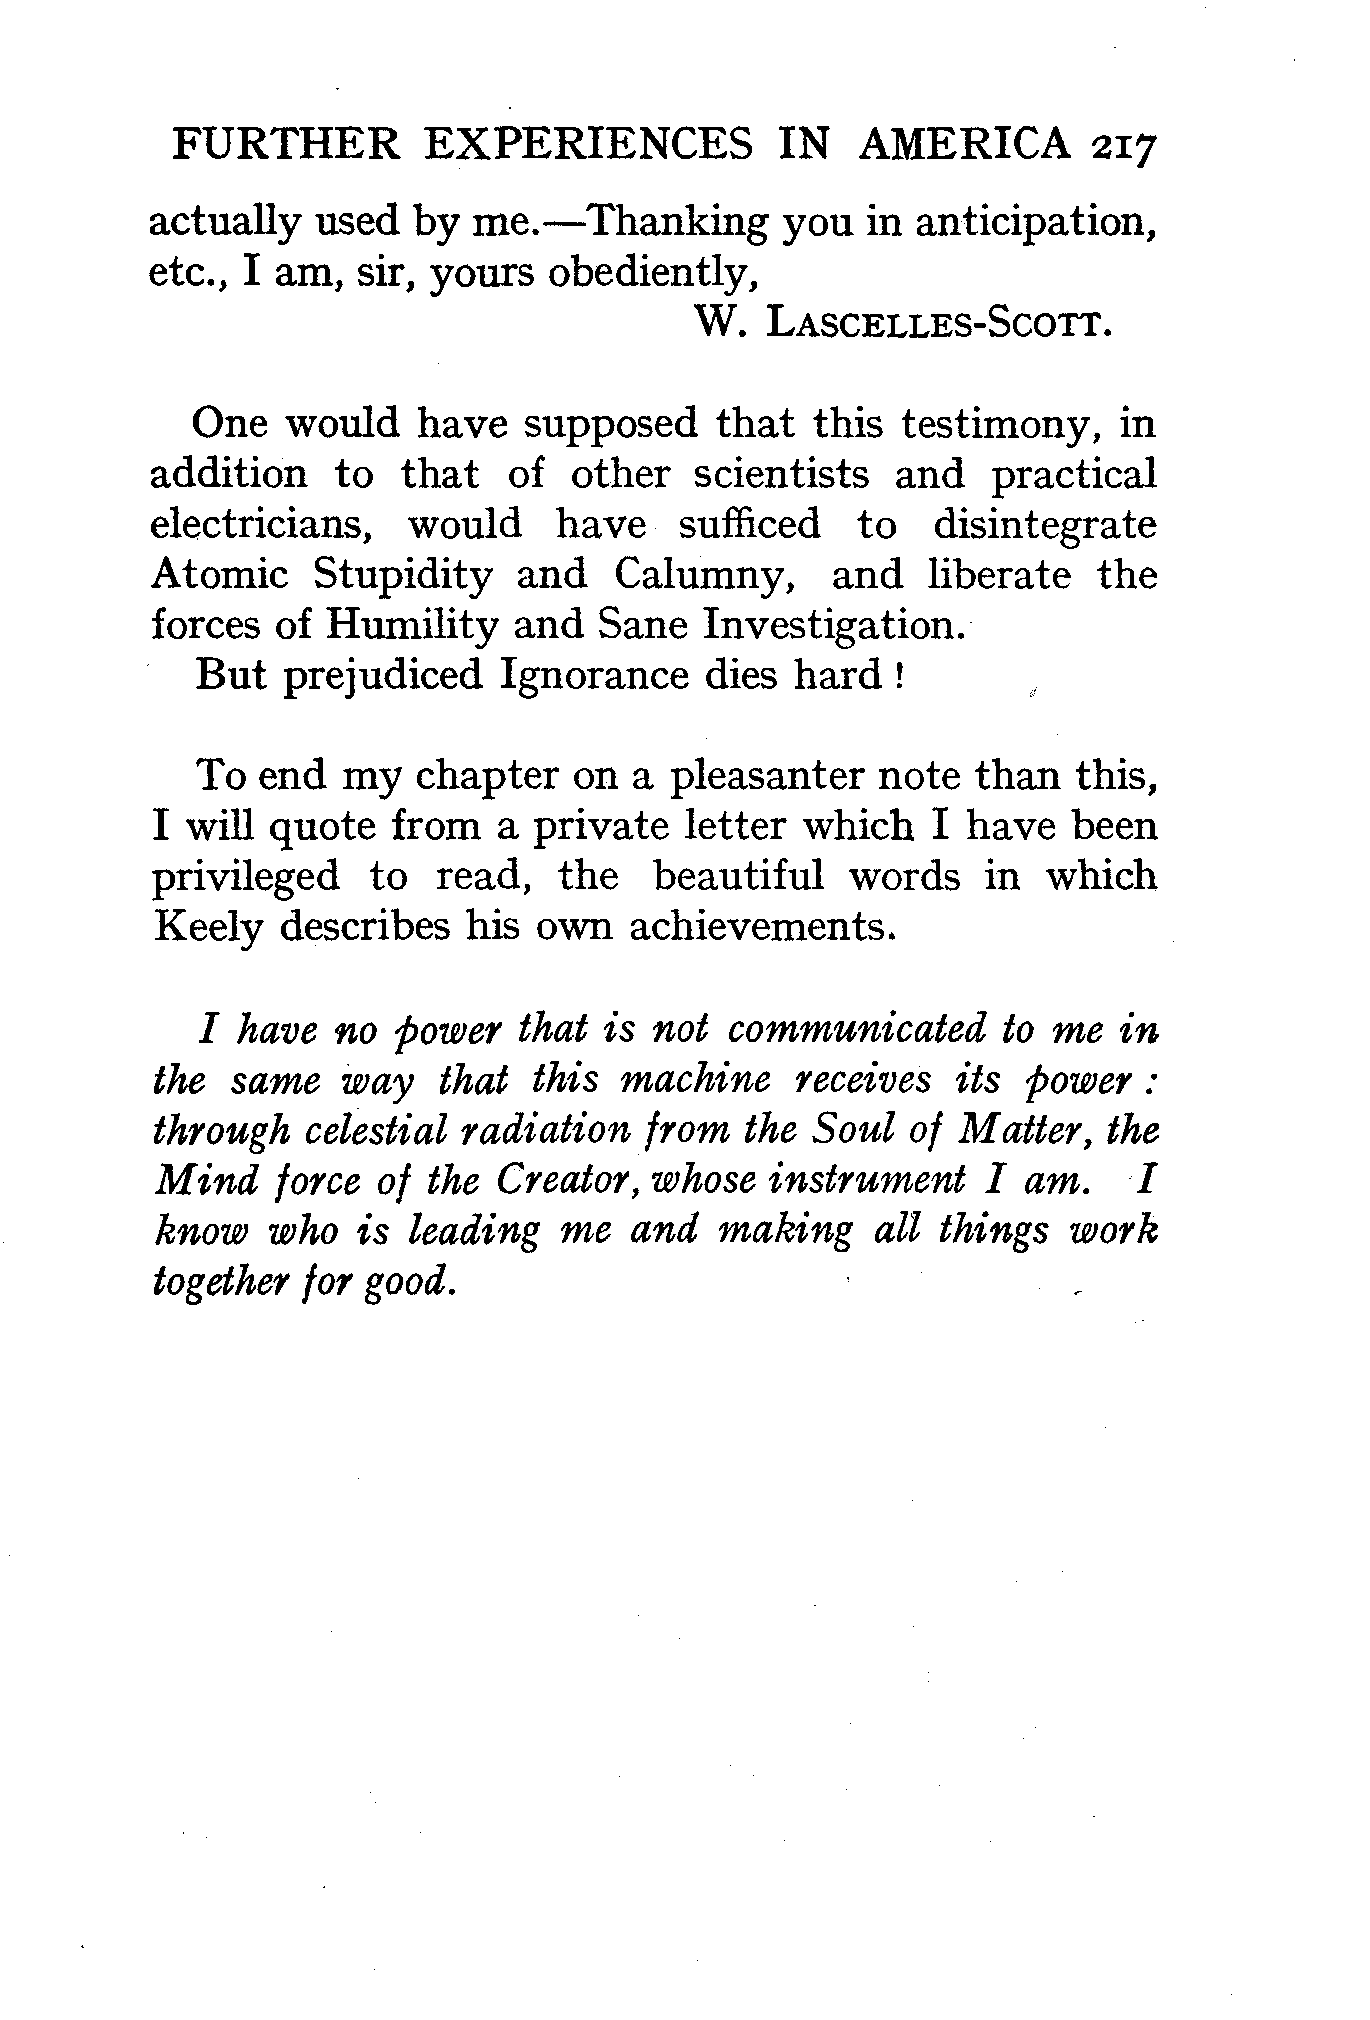 FURTHER EXPERIENCES IN AMERICA 217
actually used by me.—Thanking you in anticipation,
etc., I am, sir, yours obediently,
W. LASCELLES-SCOTT.
One would have supposed that this testimony, in
addition to that of other scientists and practical
electricians, would have sufficed to disintegrate
Atomic Stupidity and Calumny, and liberate the
forces of Humility and Sane Investigation.
But prejudiced Ignorance dies hard !
To end my chapter on a pleasanter note than this,
I will quote from a private letter which I have been
privileged to read, the beautiful words in which
Keely describes his own achievements.
I have no power that is not communicated to me in
the same way that this machine receives its power :
through celestial radiation from the Soul of Matter, the
Mind force of the Creator, whose instrument I am. I
know who is leading me and making all things work
together for good.